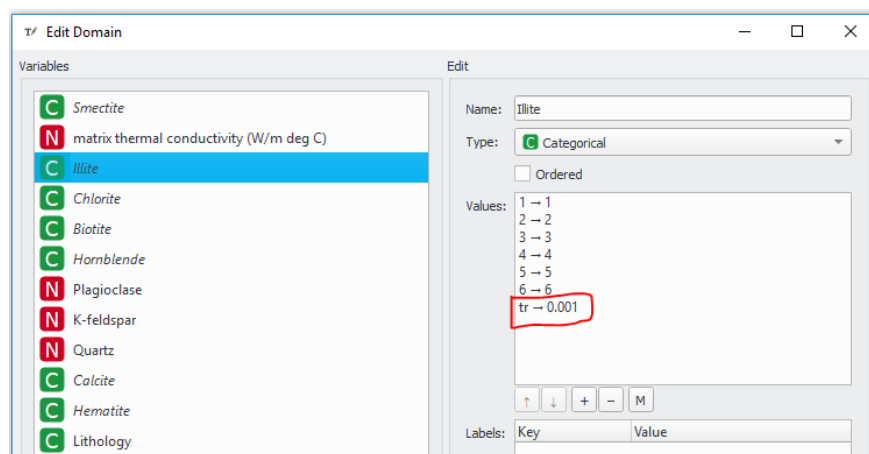 Edit Domain
Variables
Edit
C Smectite
N matrix thermal conductivity (W/m deg C)
C Illite
C Chlorite
C Biotite
C Hornblende
N Plagioclase
N K-feldspar
N Quartz
C Calcite
C Hematite
C Lithology
Name: Illite
Type: C Categorical
Ordered
Values: 1 → 1
2 → 2
3 → 3
4 → 4
5 → 5
6 → 6
tr → 0.001
↑ ↓ + − M
Labels: Key Value